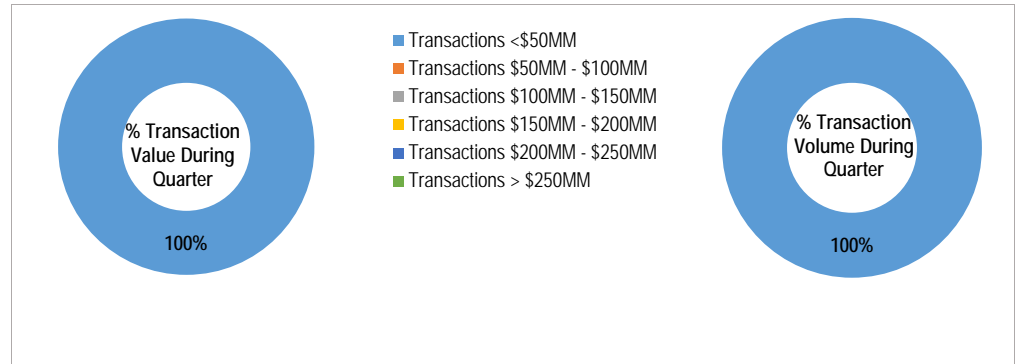 % Transaction
Value During
Quarter
100%
Transactions <$50MM
Transactions $50MM - $100MM
Transactions $100MM - $150MM
Transactions $150MM - $200MM
Transactions $200MM - $250MM
Transactions > $250MM
% Transaction
Volume During
Quarter
100%